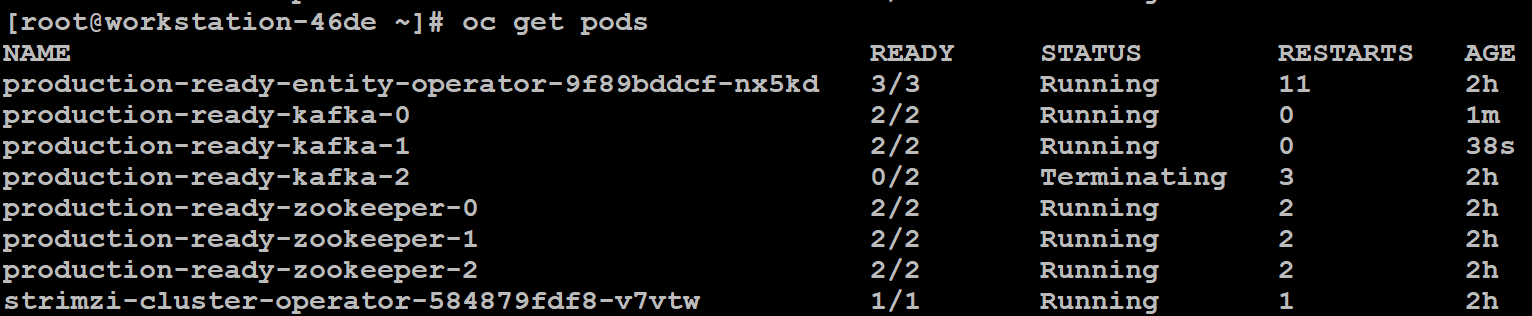 [root@workstation-46de ~]# oc get pods
NAME READY STATUS RESTARTS AGE
production-ready-entity-operator-9f89bddcf-nx5kd 3/3 Running 11 2h
production-ready-kafka-0 2/2 Running 0 1m
production-ready-kafka-1 2/2 Running 0 38s
production-ready-kafka-2 0/2 Terminating 3 2h
production-ready-zookeeper-0 2/2 Running 2 2h
production-ready-zookeeper-1 2/2 Running 2 2h
production-ready-zookeeper-2 2/2 Running 2 2h
strimzi-cluster-operator-584879fdf8-v7vtw 1/1 Running 1 2h